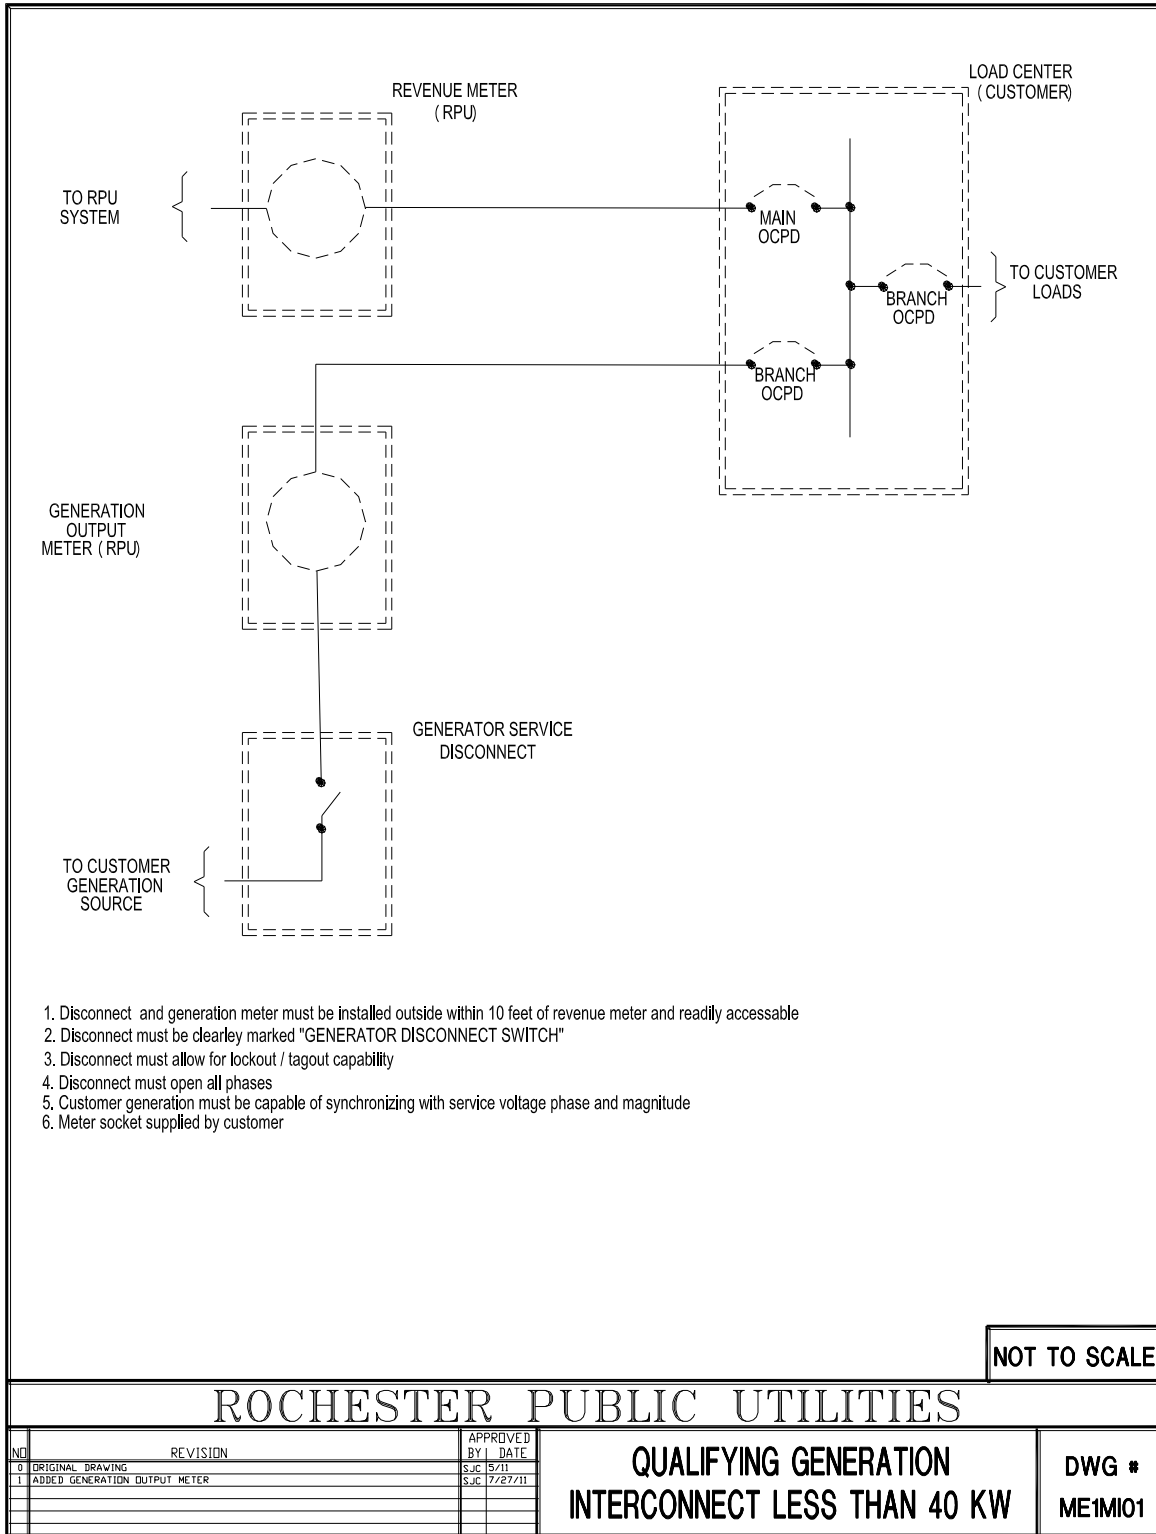 LOAD CENTER
( CUSTOMER)
REVENUE METER
( RPU)
TO RPU
SYSTEM
MAIN
OCPD
TO CUSTOMER
LOADS
BRANCH
OCPD
BRANCH
OCPD
GENERATION
OUTPUT
METER ( RPU)
GENERATOR SERVICE
DISCONNECT
TO CUSTOMER
GENERATION
SOURCE
1. Disconnect and generation meter must be installed outside within 10 feet of revenue meter and readily accessable
2. Disconnect must be clearley marked "GENERATOR DISCONNECT SWITCH"
3. Disconnect must allow for lockout / tagout capability
4. Disconnect must open all phases
5. Customer generation must be capable of synchronizing with service voltage phase and magnitude
6. Meter socket supplied by customer
NOT TO SCALE
ROCHESTER PUBLIC UTILITIES
APPROVED
NO REVISION BY DATE
0 ORIGINAL DRAWING SJC 5/11
1 ADDED GENERATION OUTPUT METER SJC 7/27/11
QUALIFYING GENERATION
INTERCONNECT LESS THAN 40 KW
DWG #
ME1MI01